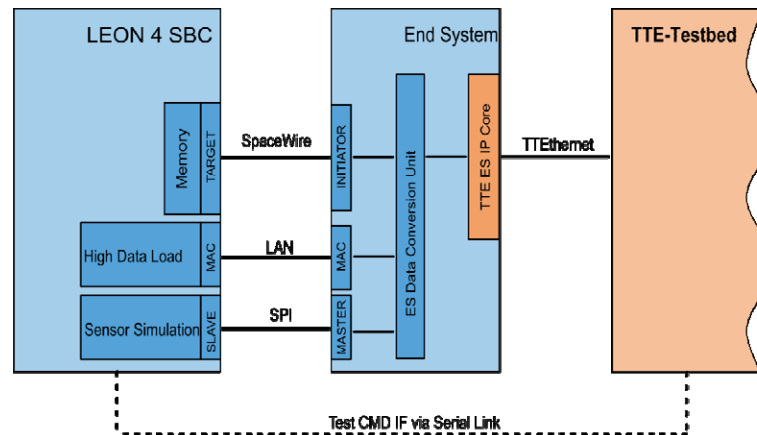 LEON 4 SBC
End System
TTE-Testbed
Memory
TARGET
SpaceWire
INITIATOR
ES Data Conversion Unit
TTE ES IP Core
TTEthernet
High Data Load
MAC
LAN
MAC
Sensor Simulation
SLAVE
SPI
MASTER
Test CMD IF via Serial Link